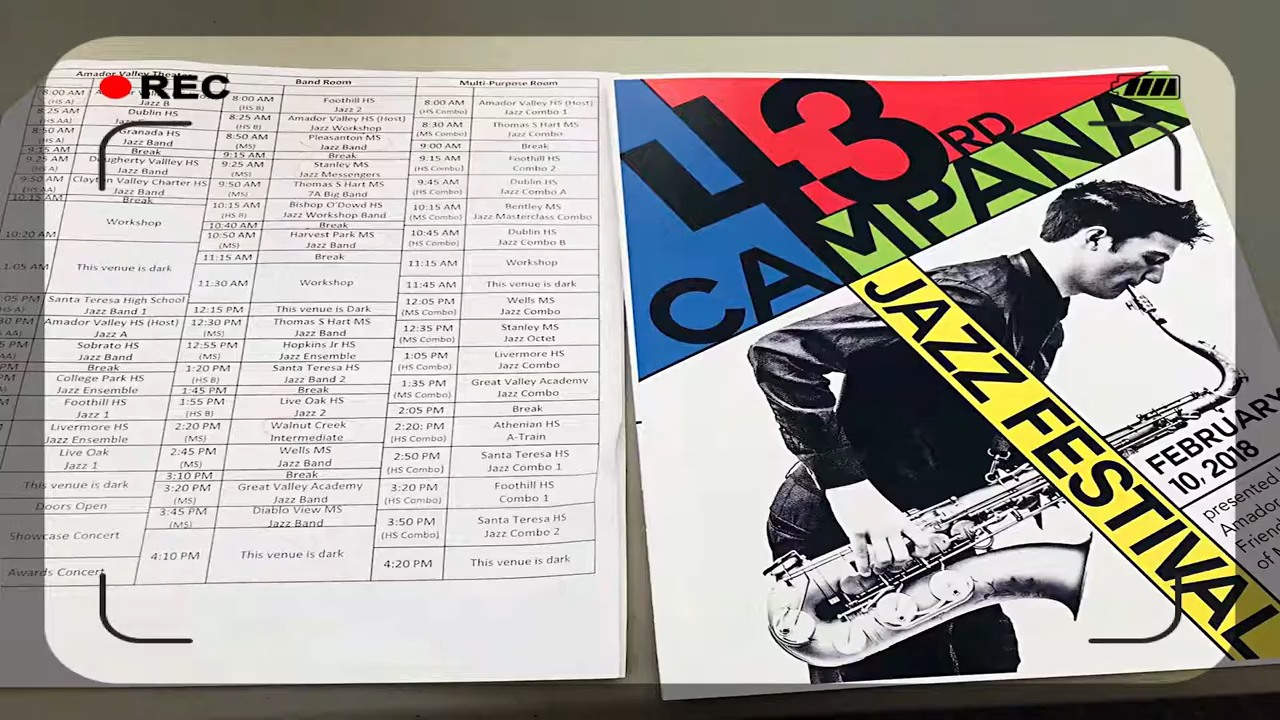 REC
Amador Valley Theater
8:00 AM
(HS A)
Jazz B
8:25 AM
(HS AA)
Dublin HS
8:50 AM
(HS A)
Granada HS
Jazz Band
9:15 AM
Break
9:25 AM
(HS A)
Daugherty Vallley HS
Jazz Band
9:50 AM
(HS AA)
Clayton Valley Charter HS
Jazz Band
10:15 AM
Break
10:20 AM
Workshop
1:05 AM
This venue is dark
05 PM
Santa Teresa High School
Jazz Band 1
Amador Valley HS (Host)
Jazz A
Sobrato HS
Jazz Band
Break
College Park HS
Jazz Ensemble
Foothill HS
Jazz 1
Livermore HS
Jazz Ensemble
Live Oak
Jazz 1
This venue is dark
Doors Open
Showcase Concert
Awards Concert
Band Room
8:00 AM
(HS B)
Foothill HS
Jazz 2
8:25 AM
(HS B)
Amador Valley HS (Host)
Jazz Workshop
8:50 AM
(MS)
Pleasanton MS
Jazz Band
9:15 AM
Break
9:25 AM
(MS)
Stanley MS
Jazz Messengers
9:50 AM
(MS)
Thomas S Hart MS
7A Big Band
10:15 AM
(HS B)
Bishop O'Dowd HS
Jazz Workshop Band
10:40 AM
Break
10:50 AM
(MS)
Harvest Park MS
Jazz Band
11:15 AM
Break
11:30 AM
Workshop
12:15 PM
This venue is Dark
12:30 PM
(MS)
Thomas S Hart MS
Jazz Band
12:55 PM
(MS)
Hopkins Jr HS
Jazz Ensemble
1:20 PM
(HS B)
Santa Teresa HS
Jazz Band 2
1:45 PM
Break
1:55 PM
(HS B)
Live Oak HS
Jazz 2
2:20 PM
(MS)
Walnut Creek
Intermediate
2:45 PM
(MS)
Wells MS
Jazz Band
3:10 PM
Break
3:20 PM
(MS)
Great Valley Academy
Jazz Band
3:45 PM
(MS)
Diablo View MS
Jazz Band
4:10 PM
This venue is dark
Multi-Purpose Room
8:00 AM
(HS Combo)
Amador Valley HS (Host)
Jazz Combo 1
8:30 AM
(MS Combo)
Thomas S Hart MS
Jazz Combo
9:00 AM
Break
9:15 AM
(HS Combo)
Foothill HS
Combo 2
9:45 AM
(HS Combo)
Dublin HS
Jazz Combo A
10:15 AM
(MS Combo)
Bentley MS
Jazz Masterclass Combo
10:45 AM
(HS Combo)
Dublin HS
Jazz Combo B
11:15 AM
Workshop
11:45 AM
This venue is dark
12:05 PM
(MS Combo)
Wells MS
Jazz Combo
12:35 PM
(MS Combo)
Stanley MS
Jazz Octet
1:05 PM
(HS Combo)
Livermore HS
Jazz Combo
1:35 PM
(MS Combo)
Great Valley Academy
Jazz Combo
2:05 PM
Break
2:20: PM
(HS Combo)
Athenian HS
A-Train
2:50 PM
(HS Combo)
Santa Teresa HS
Jazz Combo 1
3:20 PM
(HS Combo)
Foothill HS
Combo 1
3:50 PM
(HS Combo)
Santa Teresa HS
Jazz Combo 2
4:20 PM
This venue is dark
43RD
CAMPANA
JAZZ FESTIVAL
FEBRUARY
10, 2018
presented
Amador
Frien
of